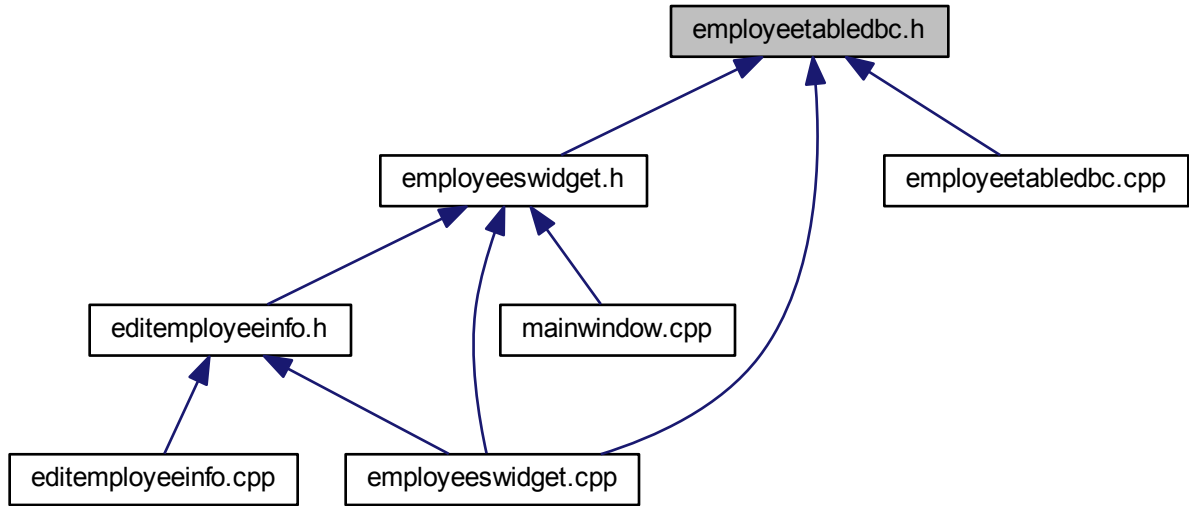 employeetabledbc.h
employeeswidget.h
employeetabledbc.cpp
editemployeeinfo.h
mainwindow.cpp
editemployeeinfo.cpp
employeeswidget.cpp